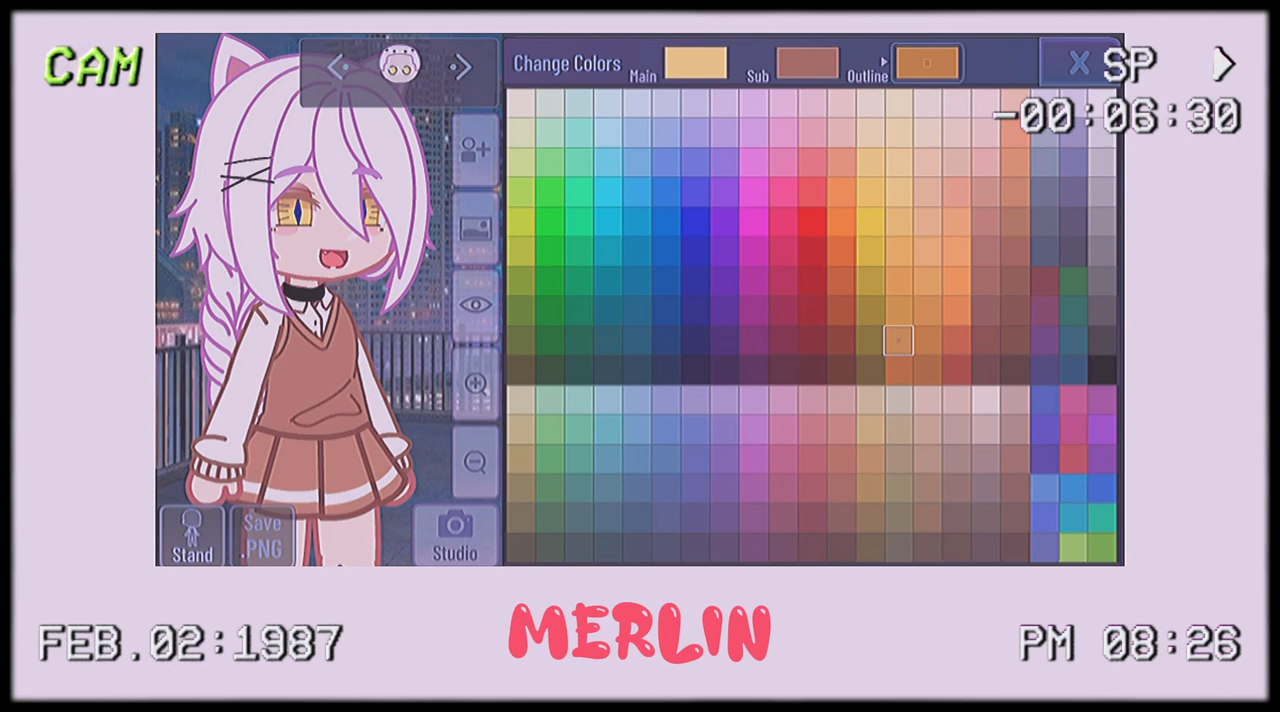 CAM
SP
-00:06:30
Change Colors
Main
Sub
Outline
X
Stand
Save
.PNG
Studio
MERLIN
FEB.02:1987
PM 08:26